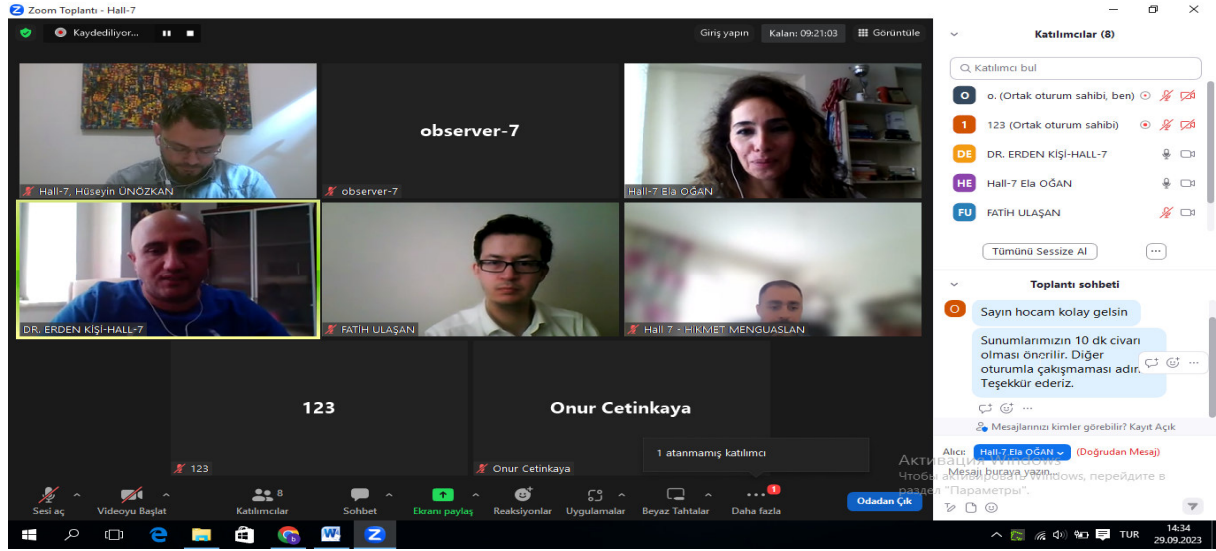 Zoom Toplantı - Hall-7
Kaydediliyor...
Giriş yapın
Kalan: 09:21:03
Görüntüle
Hall-7, Hüseyin ÜNÖZKAN
observer-7
observer-7
Hall-7 Ela OĞAN
DR. ERDEN KİŞİ-HALL-7
FATİH ULAŞAN
Hall 7 - HİKMET MENGUASLAN
123
123
Onur Cetinkaya
Onur Cetinkaya
1 atanmamış katılımcı
Sesi aç
Videoyu Başlat
8
Katılımcılar
Sohbet
Ekranı paylaş
Reaksiyonlar
Uygulamalar
Beyaz Tahtalar
1
Daha fazla
Odadan Çık
Katılımcılar (8)
Katılımcı bul
O
o. (Ortak oturum sahibi, ben)
1
123 (Ortak oturum sahibi)
DE
DR. ERDEN KİŞİ-HALL-7
HE
Hall-7 Ela OĞAN
FU
FATİH ULAŞAN
Tümünü Sessize Al
Toplantı sohbeti
O
Sayın hocam kolay gelsin
Sunumlarımızın 10 dk civarı
olması önerilir. Diğer
oturumla çakışmaması
Teşekkür ederiz.
Mesajlarınızı kimler görebilir? Kayıt Açık
Alıcı: Hall-7 Ela OĞAN (Doğrudan Mesaj)
Mesajı buraya yazın...
Активация Windows
Чтобы активировать Windows, перейдите в
раздел "Параметры".
TUR
14:34
29.09.2023